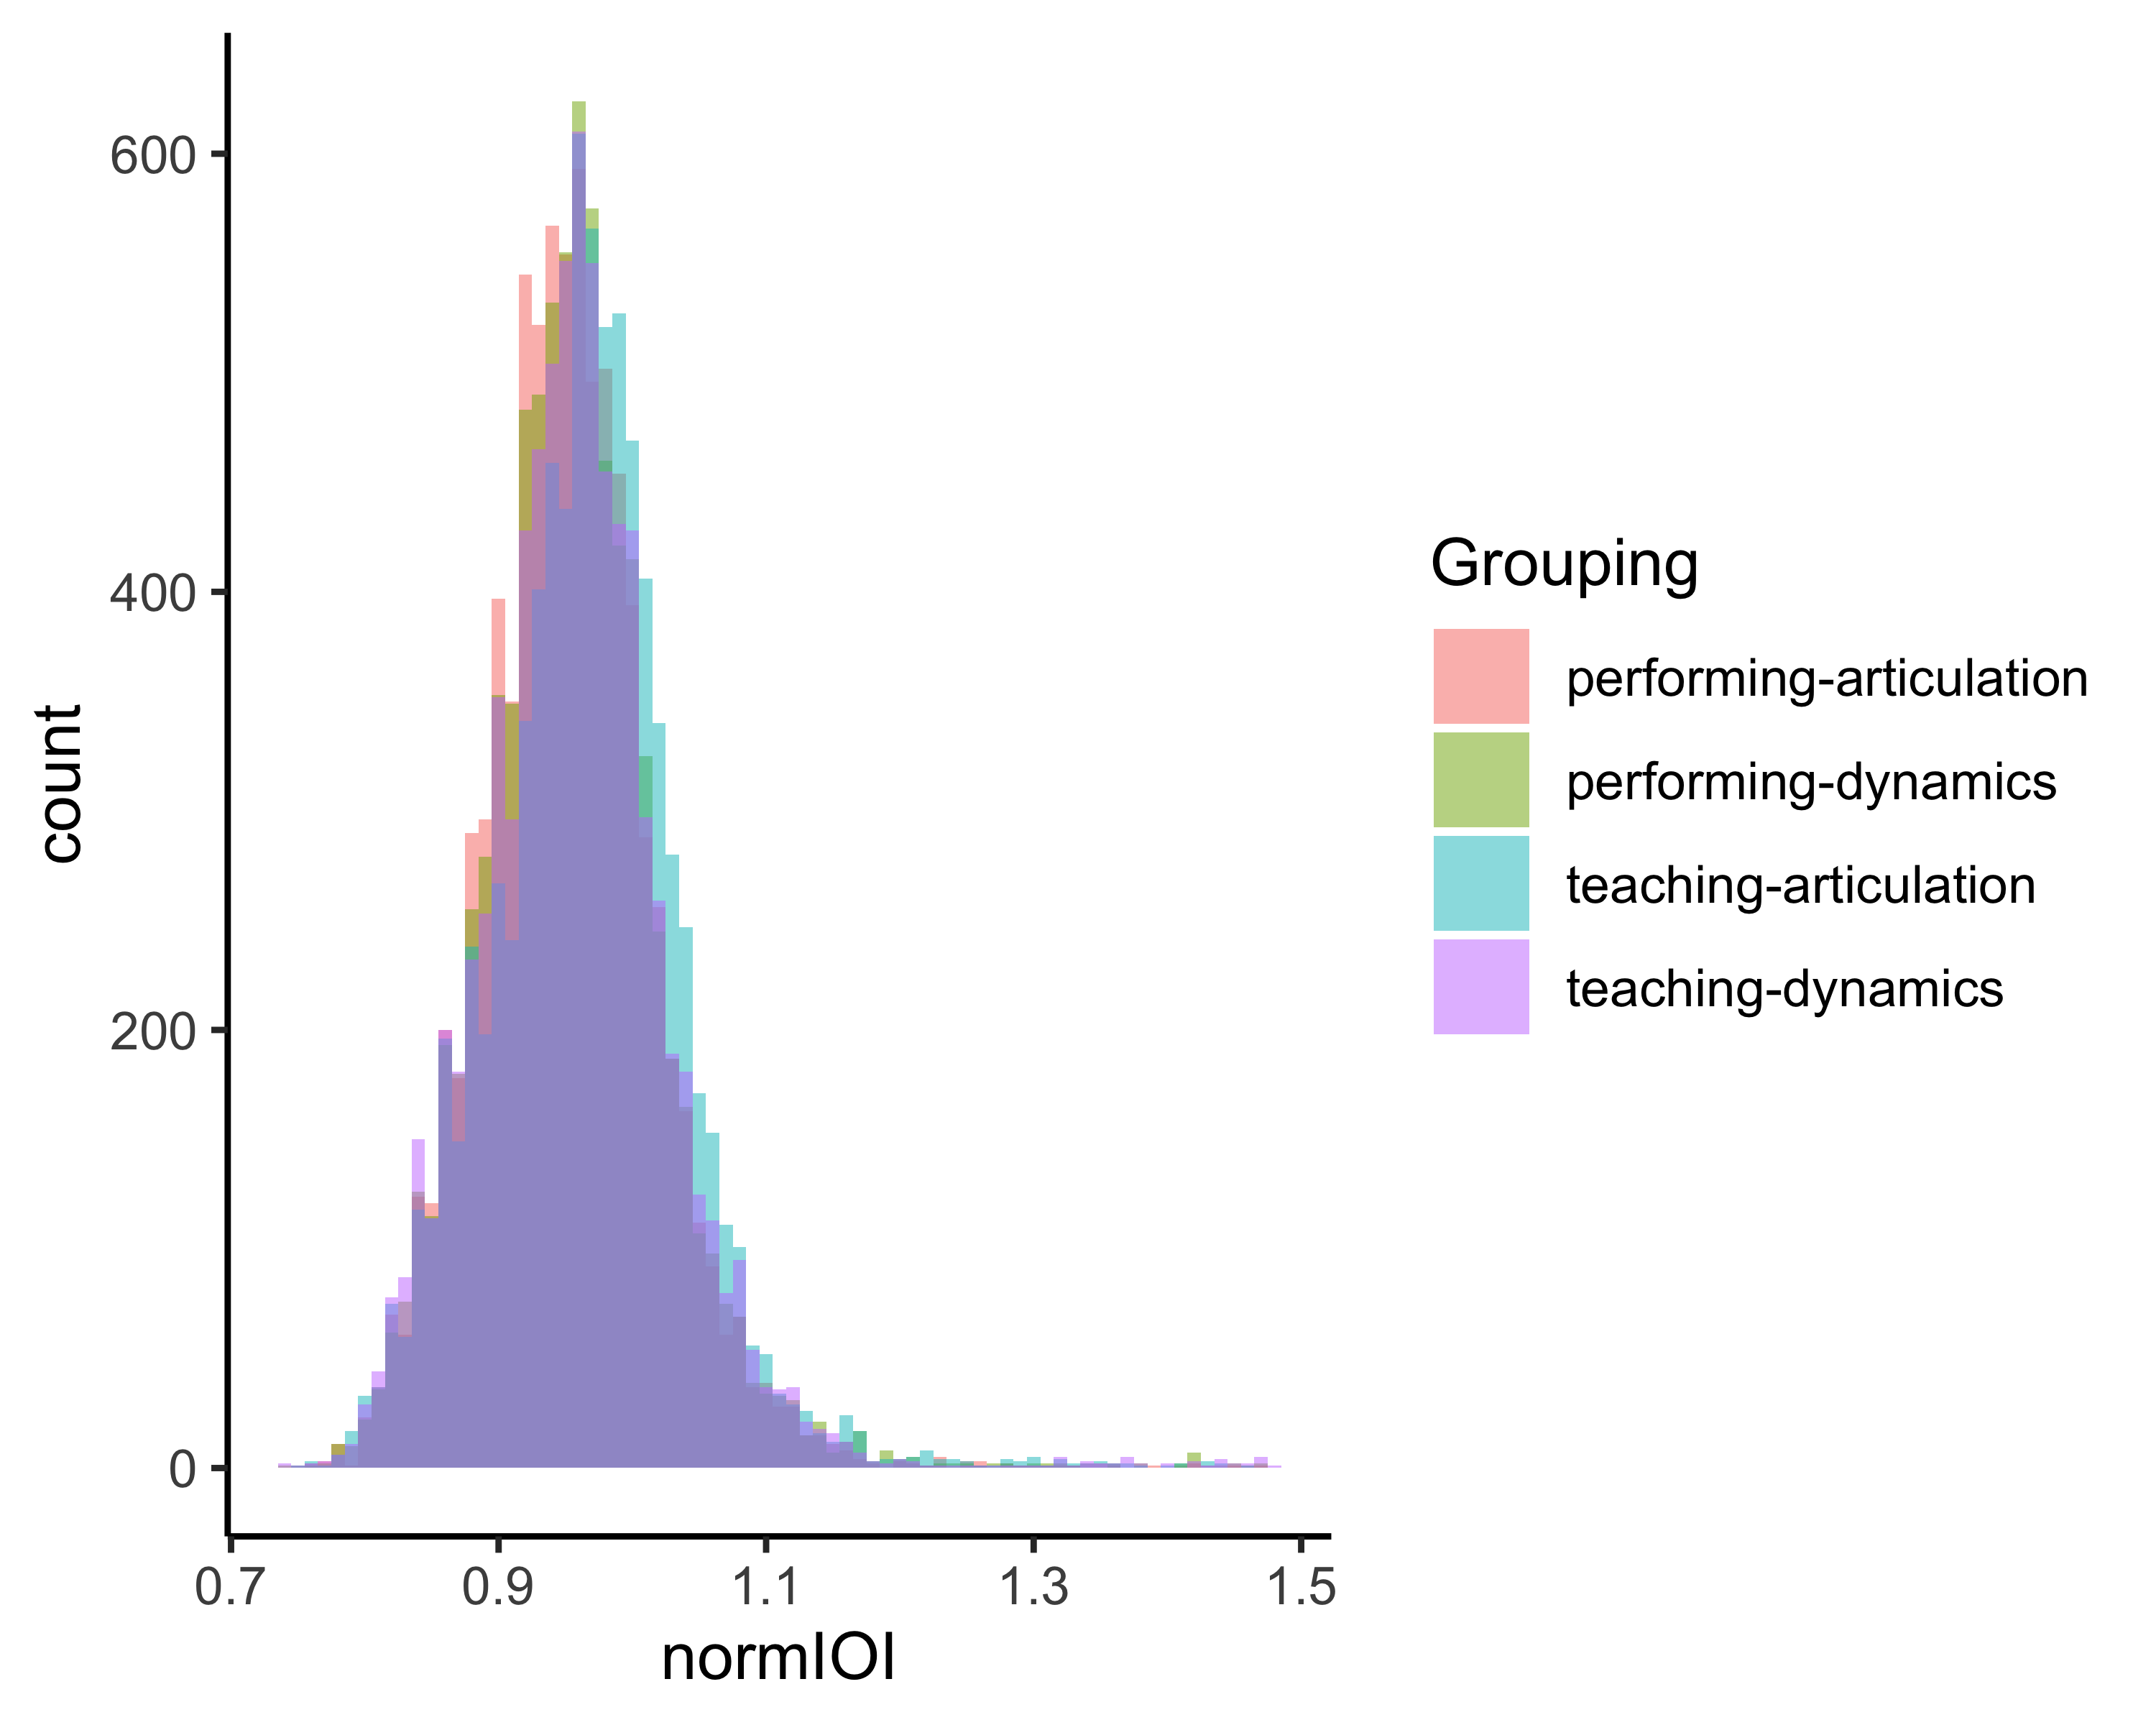 600
400
200
0
count
0.7
0.9
1.1
1.3
1.5
normIOI
Grouping
performing-articulation
performing-dynamics
teaching-articulation
teaching-dynamics